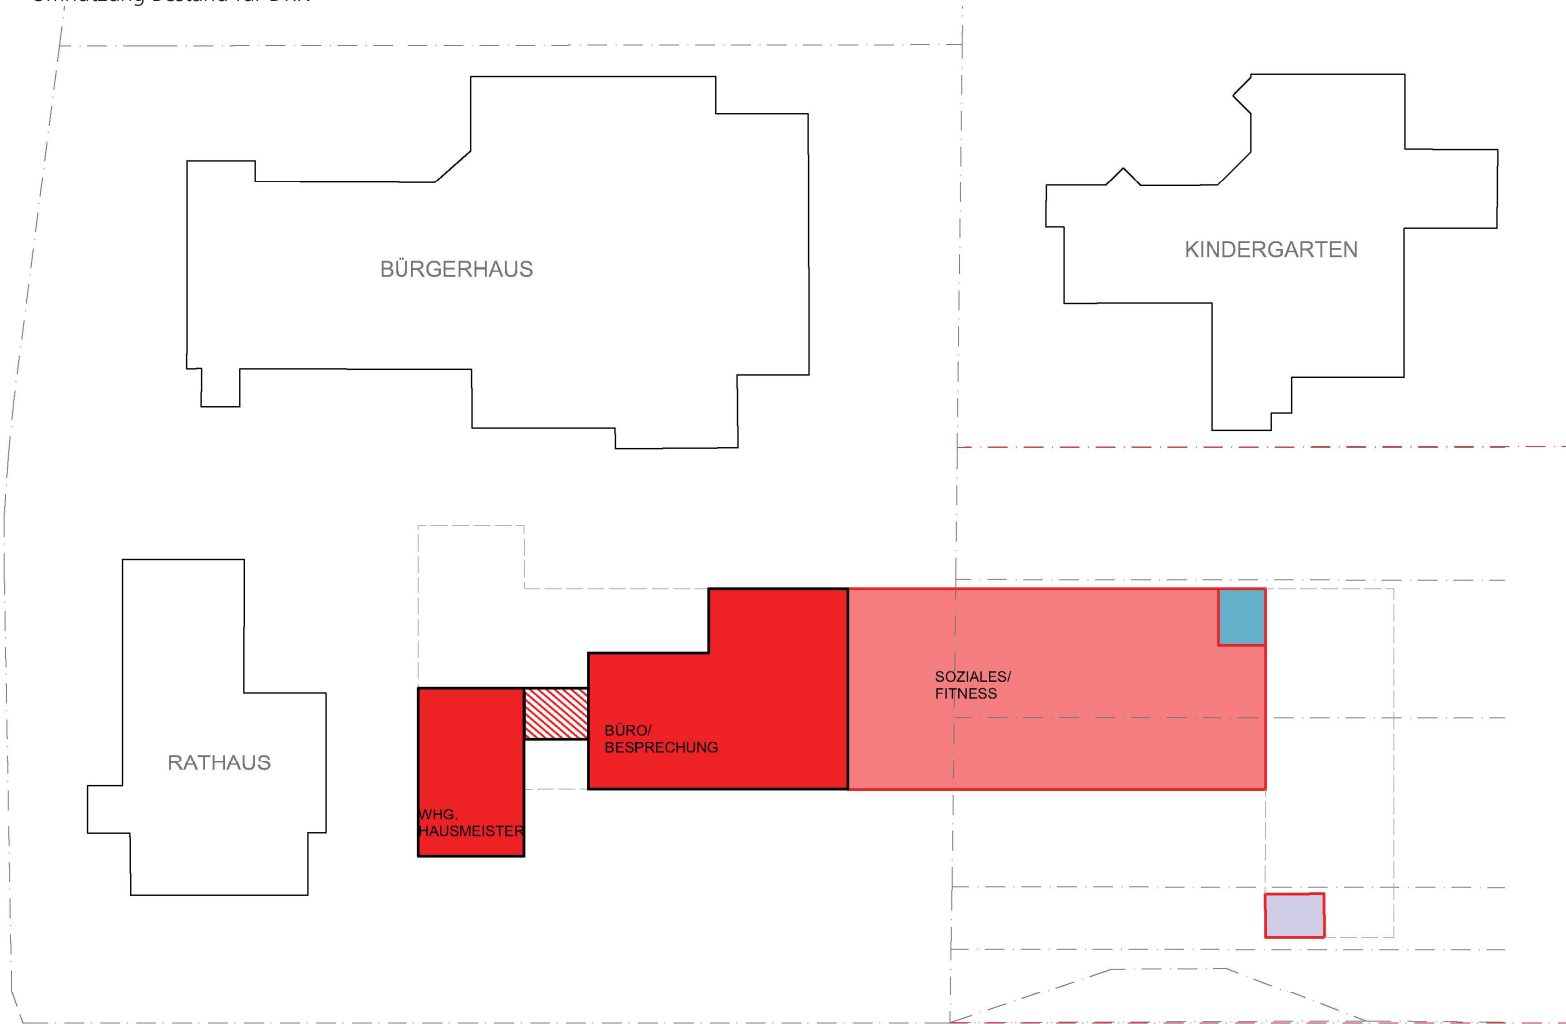 BÜRGERHAUS
KINDERGARTEN
SOZIALES/
FITNESS
BÜRO/
BESPRECHUNG
RATHAUS
WHG.
HAUSMEISTER